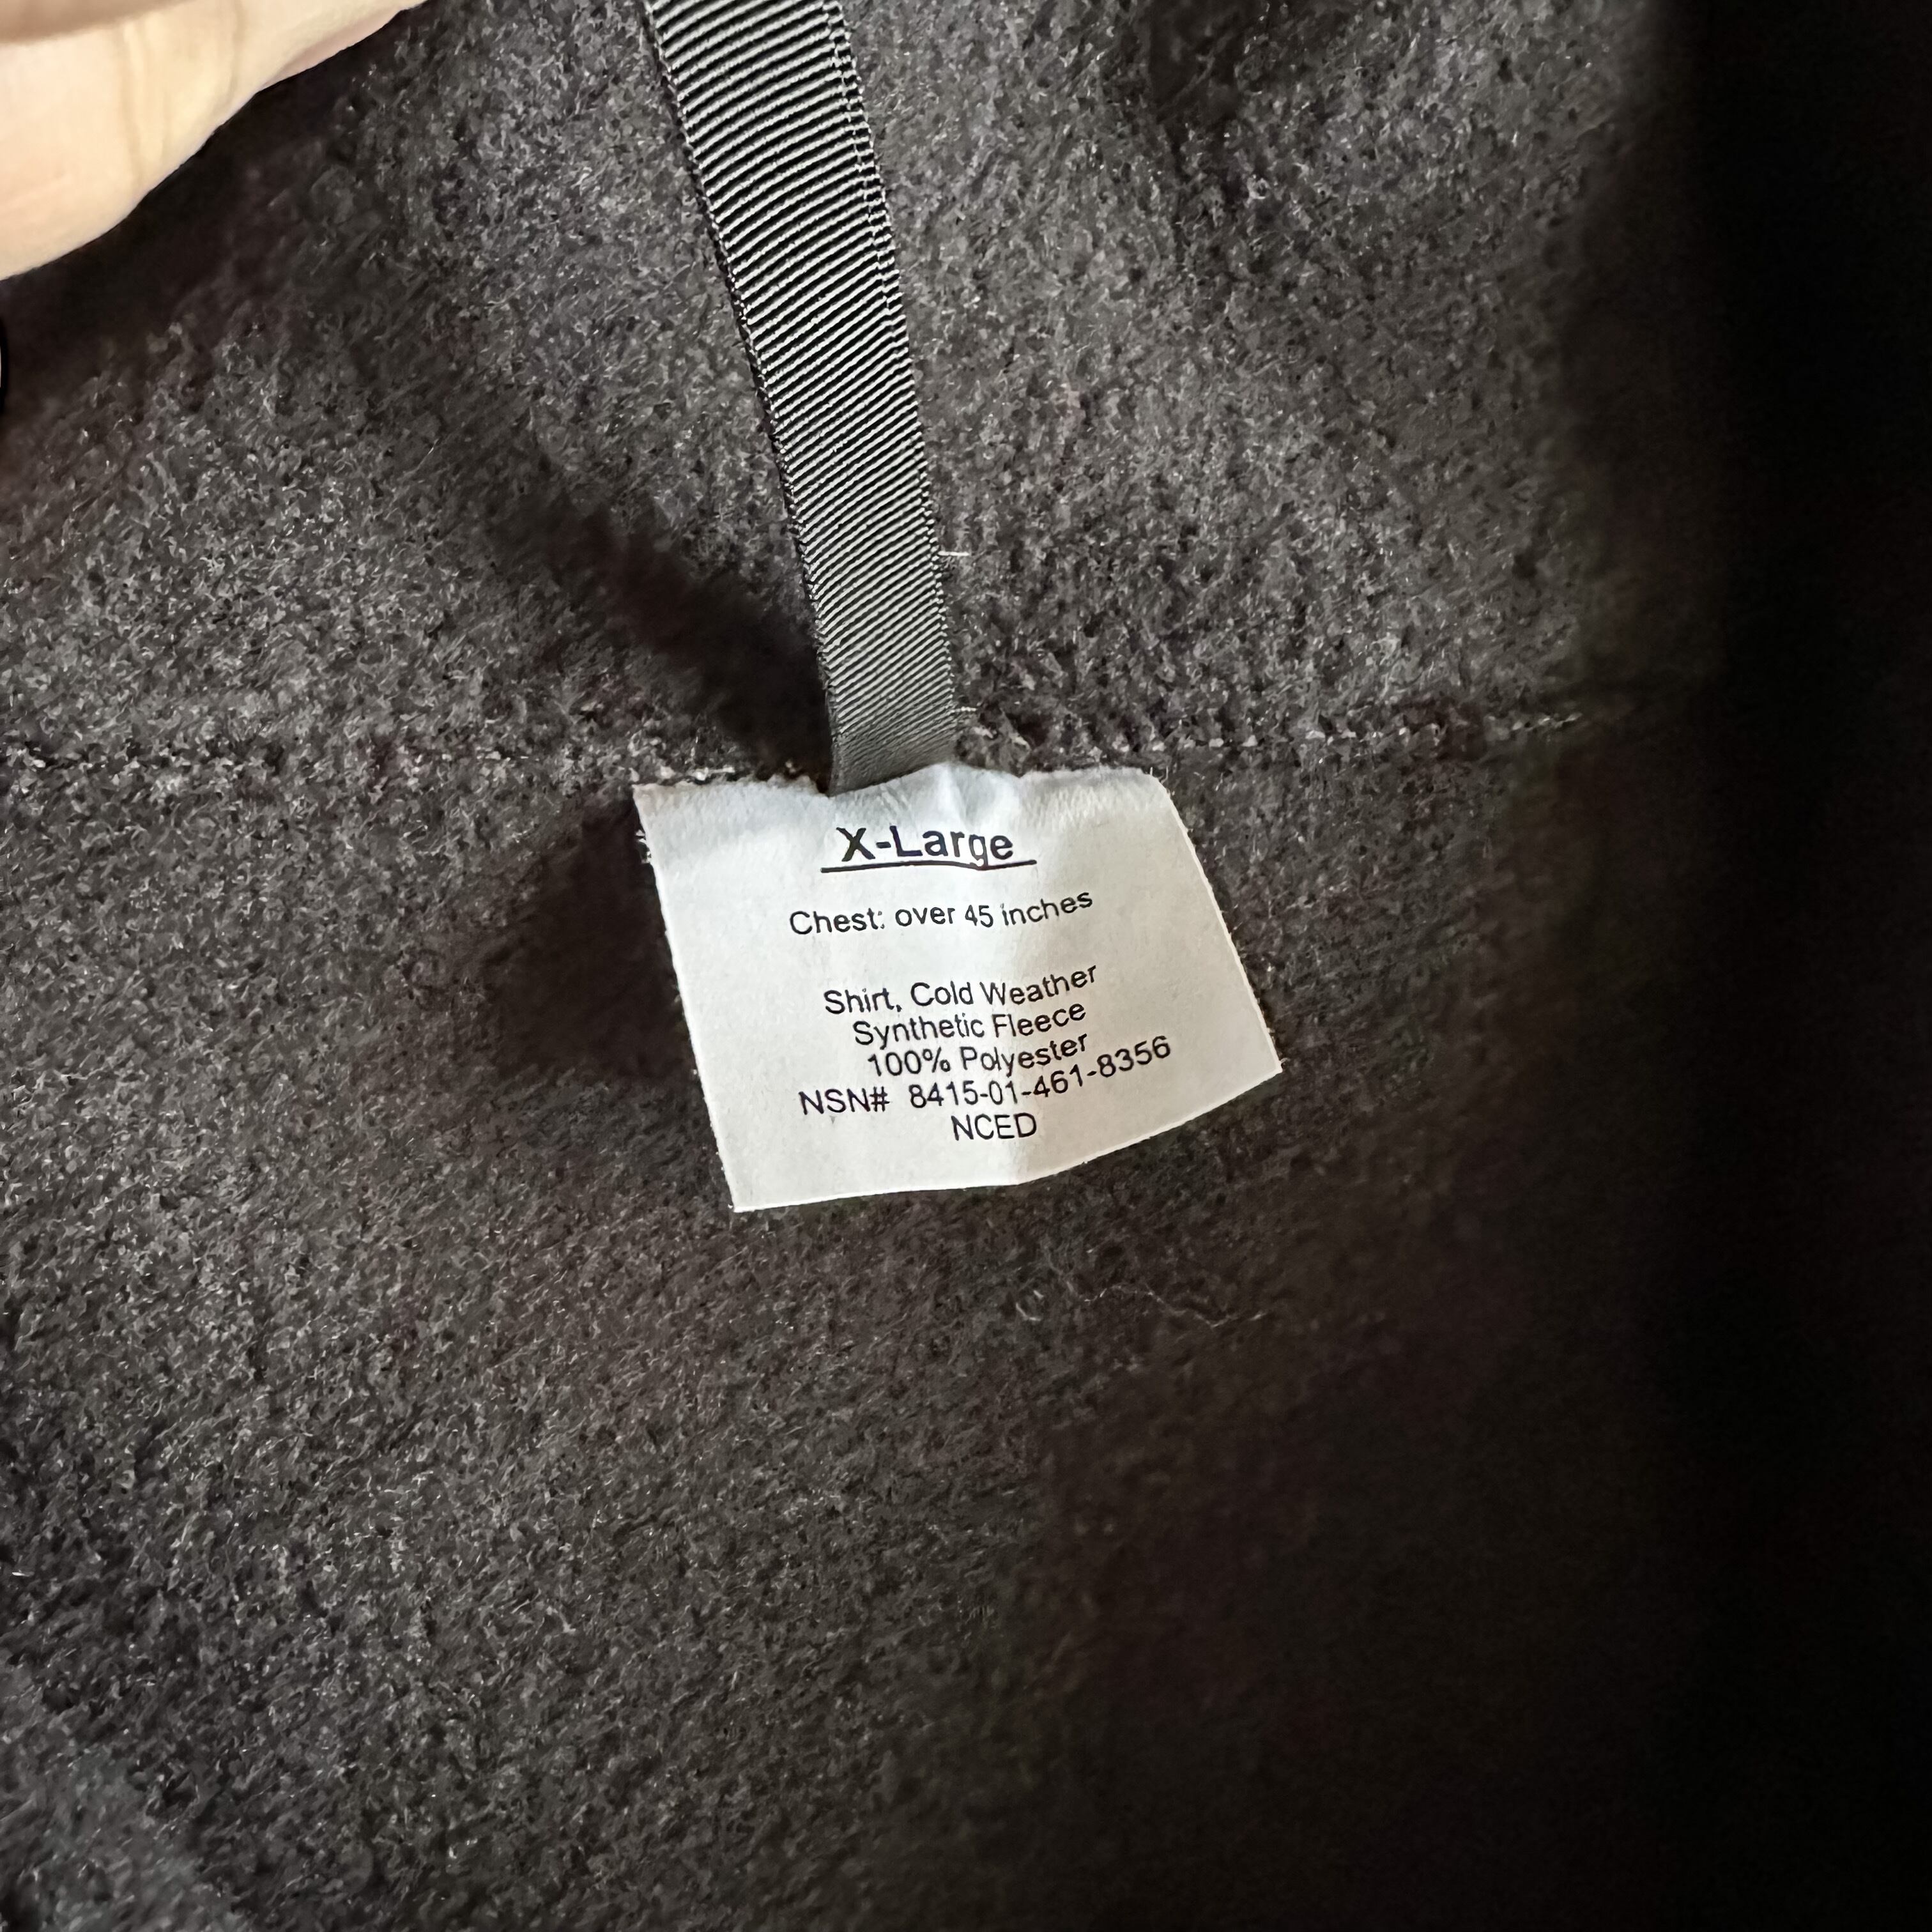 X-Large
Chest: over 45 inches
Shirt, Cold Weather
Synthetic Fleece
100% Polyester
NSN# 8415-01-461-8356
NCED